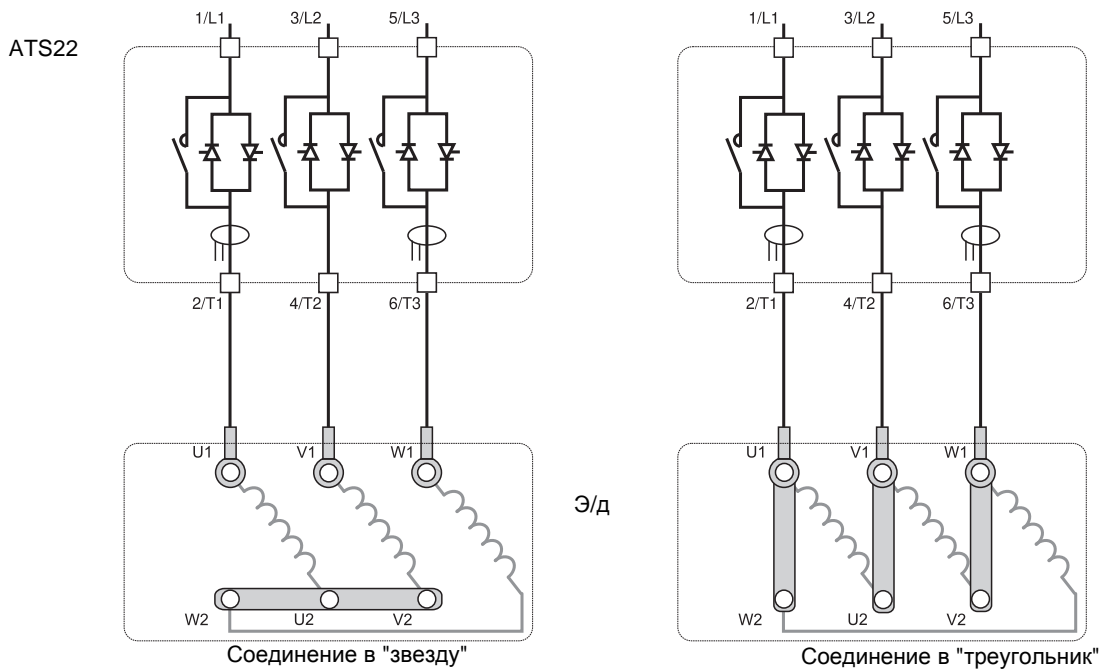 1/L1 3/L2 5/L3 1/L1 3/L2 5/L3
ATS22
2/T1 4/T2 6/T3 2/T1 4/T2 6/T3
U1 V1 W1 U1 V1 W1
Э/д
W2 U2 V2 W2 U2 V2
Соединение в "звезду" Соединение в "треугольник"